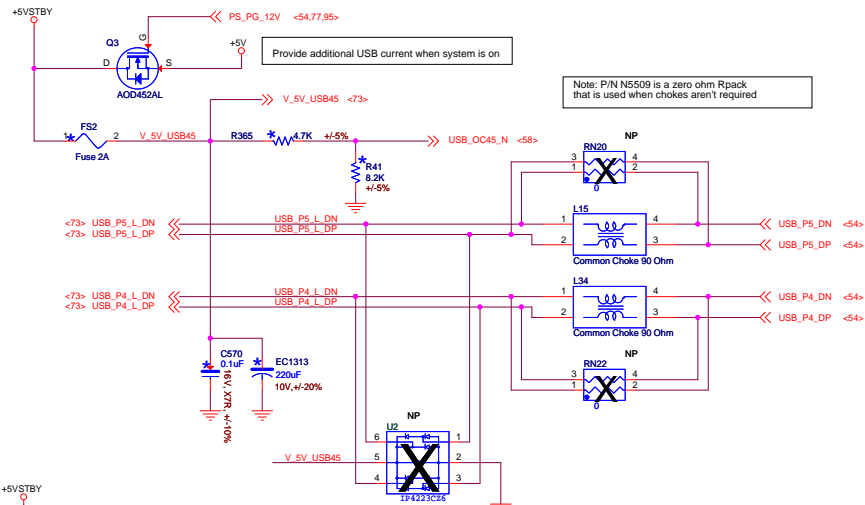 +5VSTBY
PS_PG_12V <54,77,95>
G
Q3
+5V
D
S
Provide additional USB current when system is on
AOD452AL
V_5V_USB45 <73>
Note: P/N N5509 is a zero ohm Rpack
that is used when chokes aren't required
FS2
1 2
V_5V_USB45
R365
4.7K
+/-5%
USB_OC45_N <58>
Fuse 2A
R41
8.2K
+/-5%
NP
RN20
3 4
1 2
0
L15
<73> USB_P5_L_DN
USB_P5_L_DN
1 4
USB_P5_DN <54>
<73> USB_P5_L_DP
USB_P5_L_DP
2 3
USB_P5_DP <54>
Common Choke 90 Ohm
L34
<73> USB_P4_L_DN
USB_P4_L_DN
1 4
USB_P4_DN <54>
<73> USB_P4_L_DP
USB_P4_L_DP
2 3
USB_P4_DP <54>
Common Choke 90 Ohm
NP
RN22
3 4
1 2
0
C570
0.1uF
16V, X7R, +/-10%
EC1313
220uF
10V,+/-20%
NP
U2
6 1
V_5V_USB45
5 2
4 3
IP4223CZ6
+5VSTBY